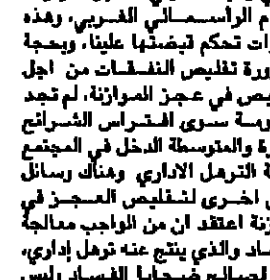 م الرأسمالي الغربي، وهذه
ات تحكم قبضتها علينا، وبحجة
ورة تقليص النفقات من اجل
يص في عجز الموازنة، لم تجد
ومة سوى افتراس الشرائح
ة والمتوسطة الدخل في المجتمع
ة الترهل الاداري وهناك رسائل
اخرى لتقليص العجز في
زنة اعتقد ان من الواجب معالجة
ساد والذي ينتج عنه ترهل إداري،